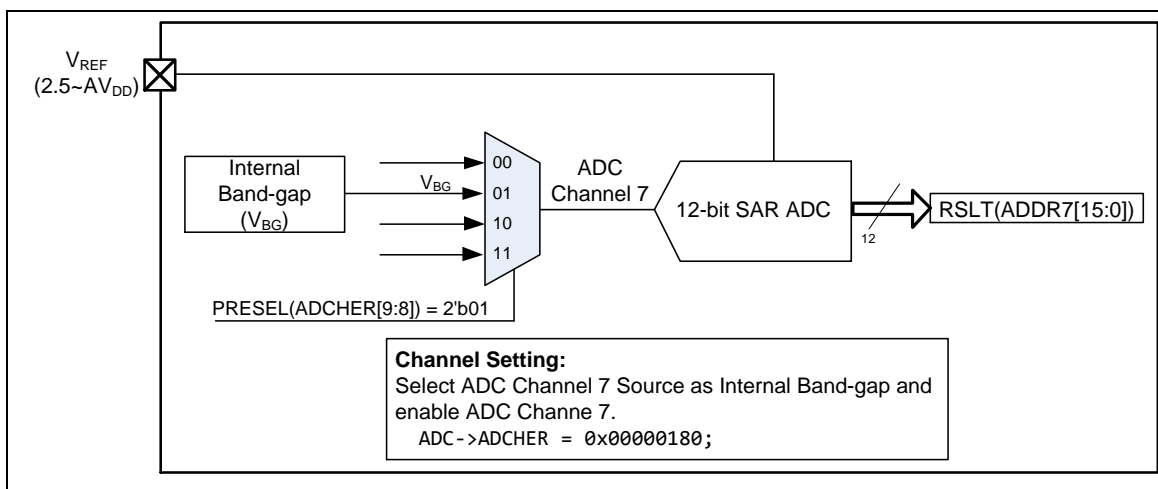 VREF
(2.5~AVDD)
Internal
Band-gap
(VBG)
VBG
00
01
10
11
ADC
Channel 7
12-bit SAR ADC
12
RSLT(ADDR7[15:0])
PRESEL(ADCHER[9:8]) = 2'b01
Channel Setting:
Select ADC Channel 7 Source as Internal Band-gap and
enable ADC Channe 7.
ADC->ADCHER = 0x00000180;